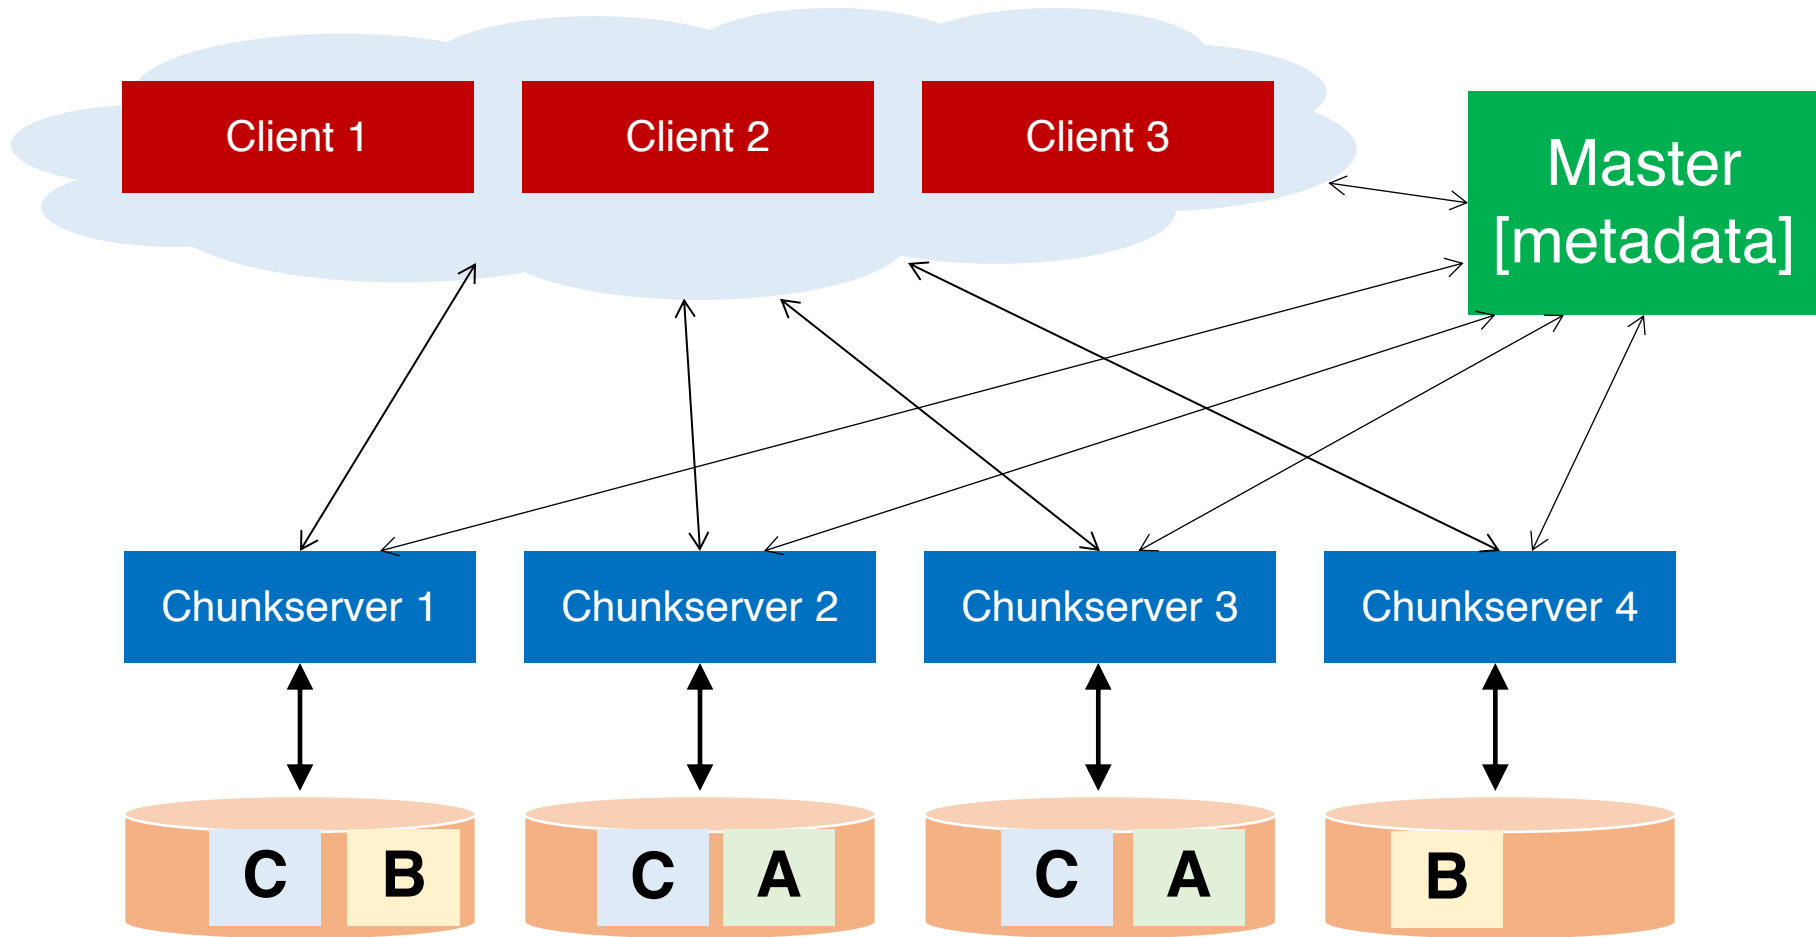 Client 1
Client 2
Client 3
Master
[metadata]
Chunkserver 1
Chunkserver 2
Chunkserver 3
Chunkserver 4
C
B
C
A
C
A
B